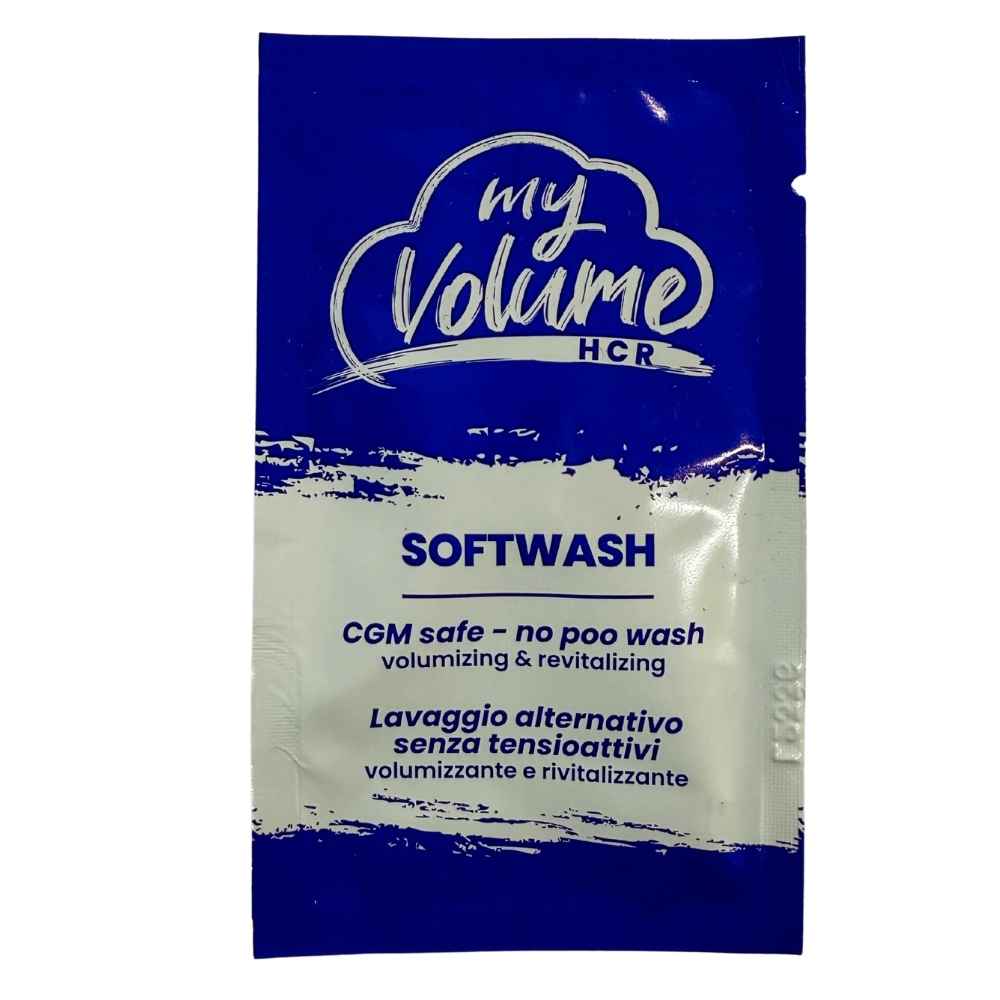 my
Volume
HCR
SOFTWASH
CGM safe - no poo wash
volumizing & revitalizing
Lavaggio alternativo
senza tensioattivi
volumizzante e rivitalizzante